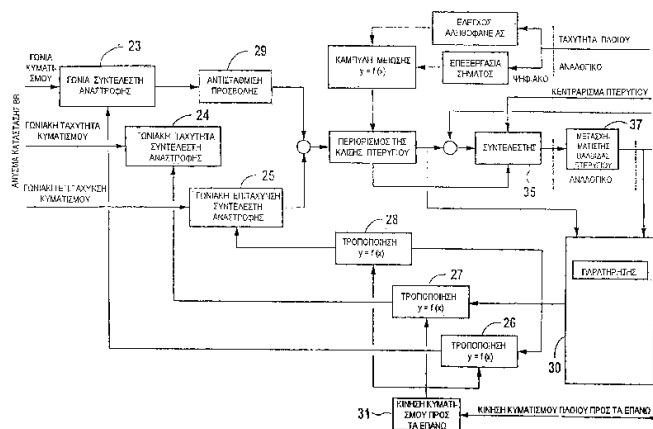 ΓΩΝΙΑ
ΚΥΜΑΤΙ-
ΣΜΟΥ
23
ΓΩΝΙΑ ΣΥΝΤΕΛΕΣΤΗ
ΑΝΑΣΤΡΟΦΗΣ
29
ΑΝΤΙΣΤΑΘΜΙΣΗ
ΠΡΟΣΒΟΛΗΣ
ΚΑΜΠΥΛΗ ΜΕΙΩΣΗΣ
y = f(x)
ΕΛΕΓΧΟΣ
ΑΛΗΘΟΦΑΝΕΙΑΣ
ΕΠΕΞΕΡΓΑΣΙΑ
ΣΗΜΑΤΟΣ
ΤΑΧΥΤΗΤΑ ΠΛΟΙΟΥ
ΨΗΦΙΑΚΟ
ΑΝΑΛΟΓΙΚΟ
ΚΕΝΤΡΑΡΙΣΜΑ ΠΤΕΡΥΓΙΟΥ
ΑΝΥΣΜΑ ΚΑΤΑΣΤΑΣΗΣ BR
ΓΩΝΙΑΚΗ ΤΑΧΥΤΗΤΑ
ΚΥΜΑΤΙΣΜΟΥ
24
ΓΩΝΙΑΚΗ ΤΑΧΥΤΗΤΑ
ΣΥΝΤΕΛΕΣΤΗ
ΑΝΑΣΤΡΟΦΗΣ
ΠΕΡΙΟΡΙΣΜΟΣ ΤΗΣ
ΚΛΙΣΗΣ ΠΤΕΡΥΓΙΟΥ
ΣΥΝΤΕΛΕΣΤΗΣ
35
37
ΜΕΤΑΣΧΗ-
ΜΑΤΙΣΤΗΣ
ΒΑΛΒΙΔΑΣ
ΠΤΕΡΥΓΙΟΥ
ΑΝΑΛΟΓΙΚΟ
ΓΩΝΙΑΚΗ ΕΠΙΤΑΧΥΝΣΗ
ΚΥΜΑΤΙΣΜΟΥ
25
ΓΩΝΙΑΚΗ ΕΠΙΤΑΧΥΝΣΗ
ΣΥΝΤΕΛΕΣΤΗ
ΑΝΑΣΤΡΟΦΗΣ
28
ΤΡΟΠΟΠΟΙΗΣΗ
y = f(x)
27
ΤΡΟΠΟΠΟΙΗΣΗ
y = f(x)
26
ΤΡΟΠΟΠΟΙΗΣΗ
y = f(x)
ΠΑΡΑΤΗΡΗΤΗΣ
30
31
ΚΙΝΗΣΗ ΚΥΜΑΤΙ-
ΣΜΟΥ ΠΡΟΣ
ΤΑ ΕΠΑΝΩ
ΚΙΝΗΣΗ ΚΥΜΑΤΙΣΜΟΥ ΠΛΟΙΟΥ ΠΡΟΣ ΤΑ ΕΠΑΝΩ